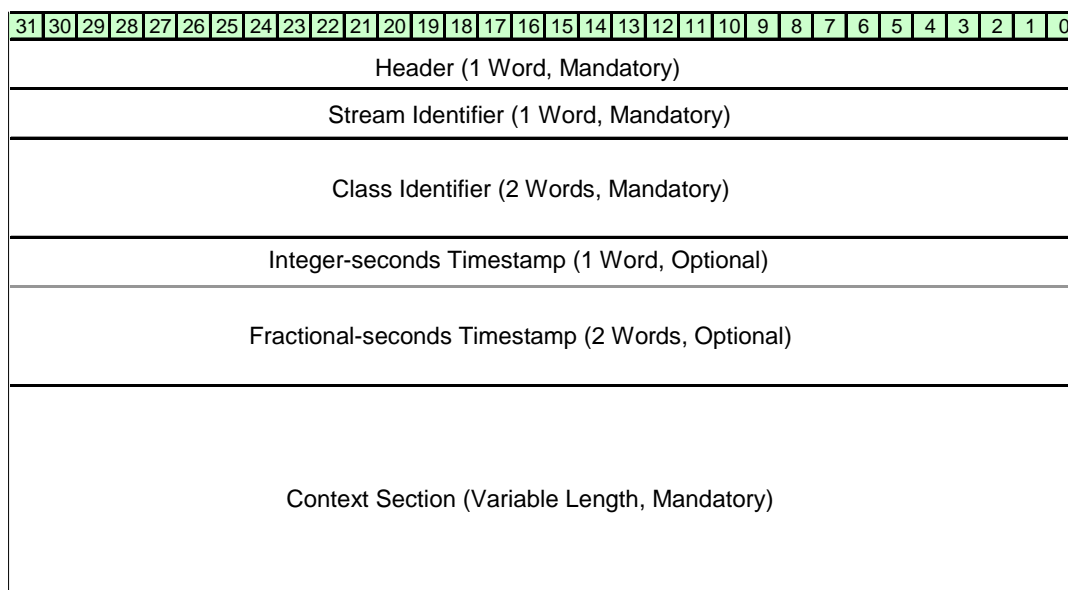 31 30 29 28 27 26 25 24 23 22 21 20 19 18 17 16 15 14 13 12 11 10 9 8 7 6 5 4 3 2 1 0
Header (1 Word, Mandatory)
Stream Identifier (1 Word, Mandatory)
Class Identifier (2 Words, Mandatory)
Integer-seconds Timestamp (1 Word, Optional)
Fractional-seconds Timestamp (2 Words, Optional)
Context Section (Variable Length, Mandatory)